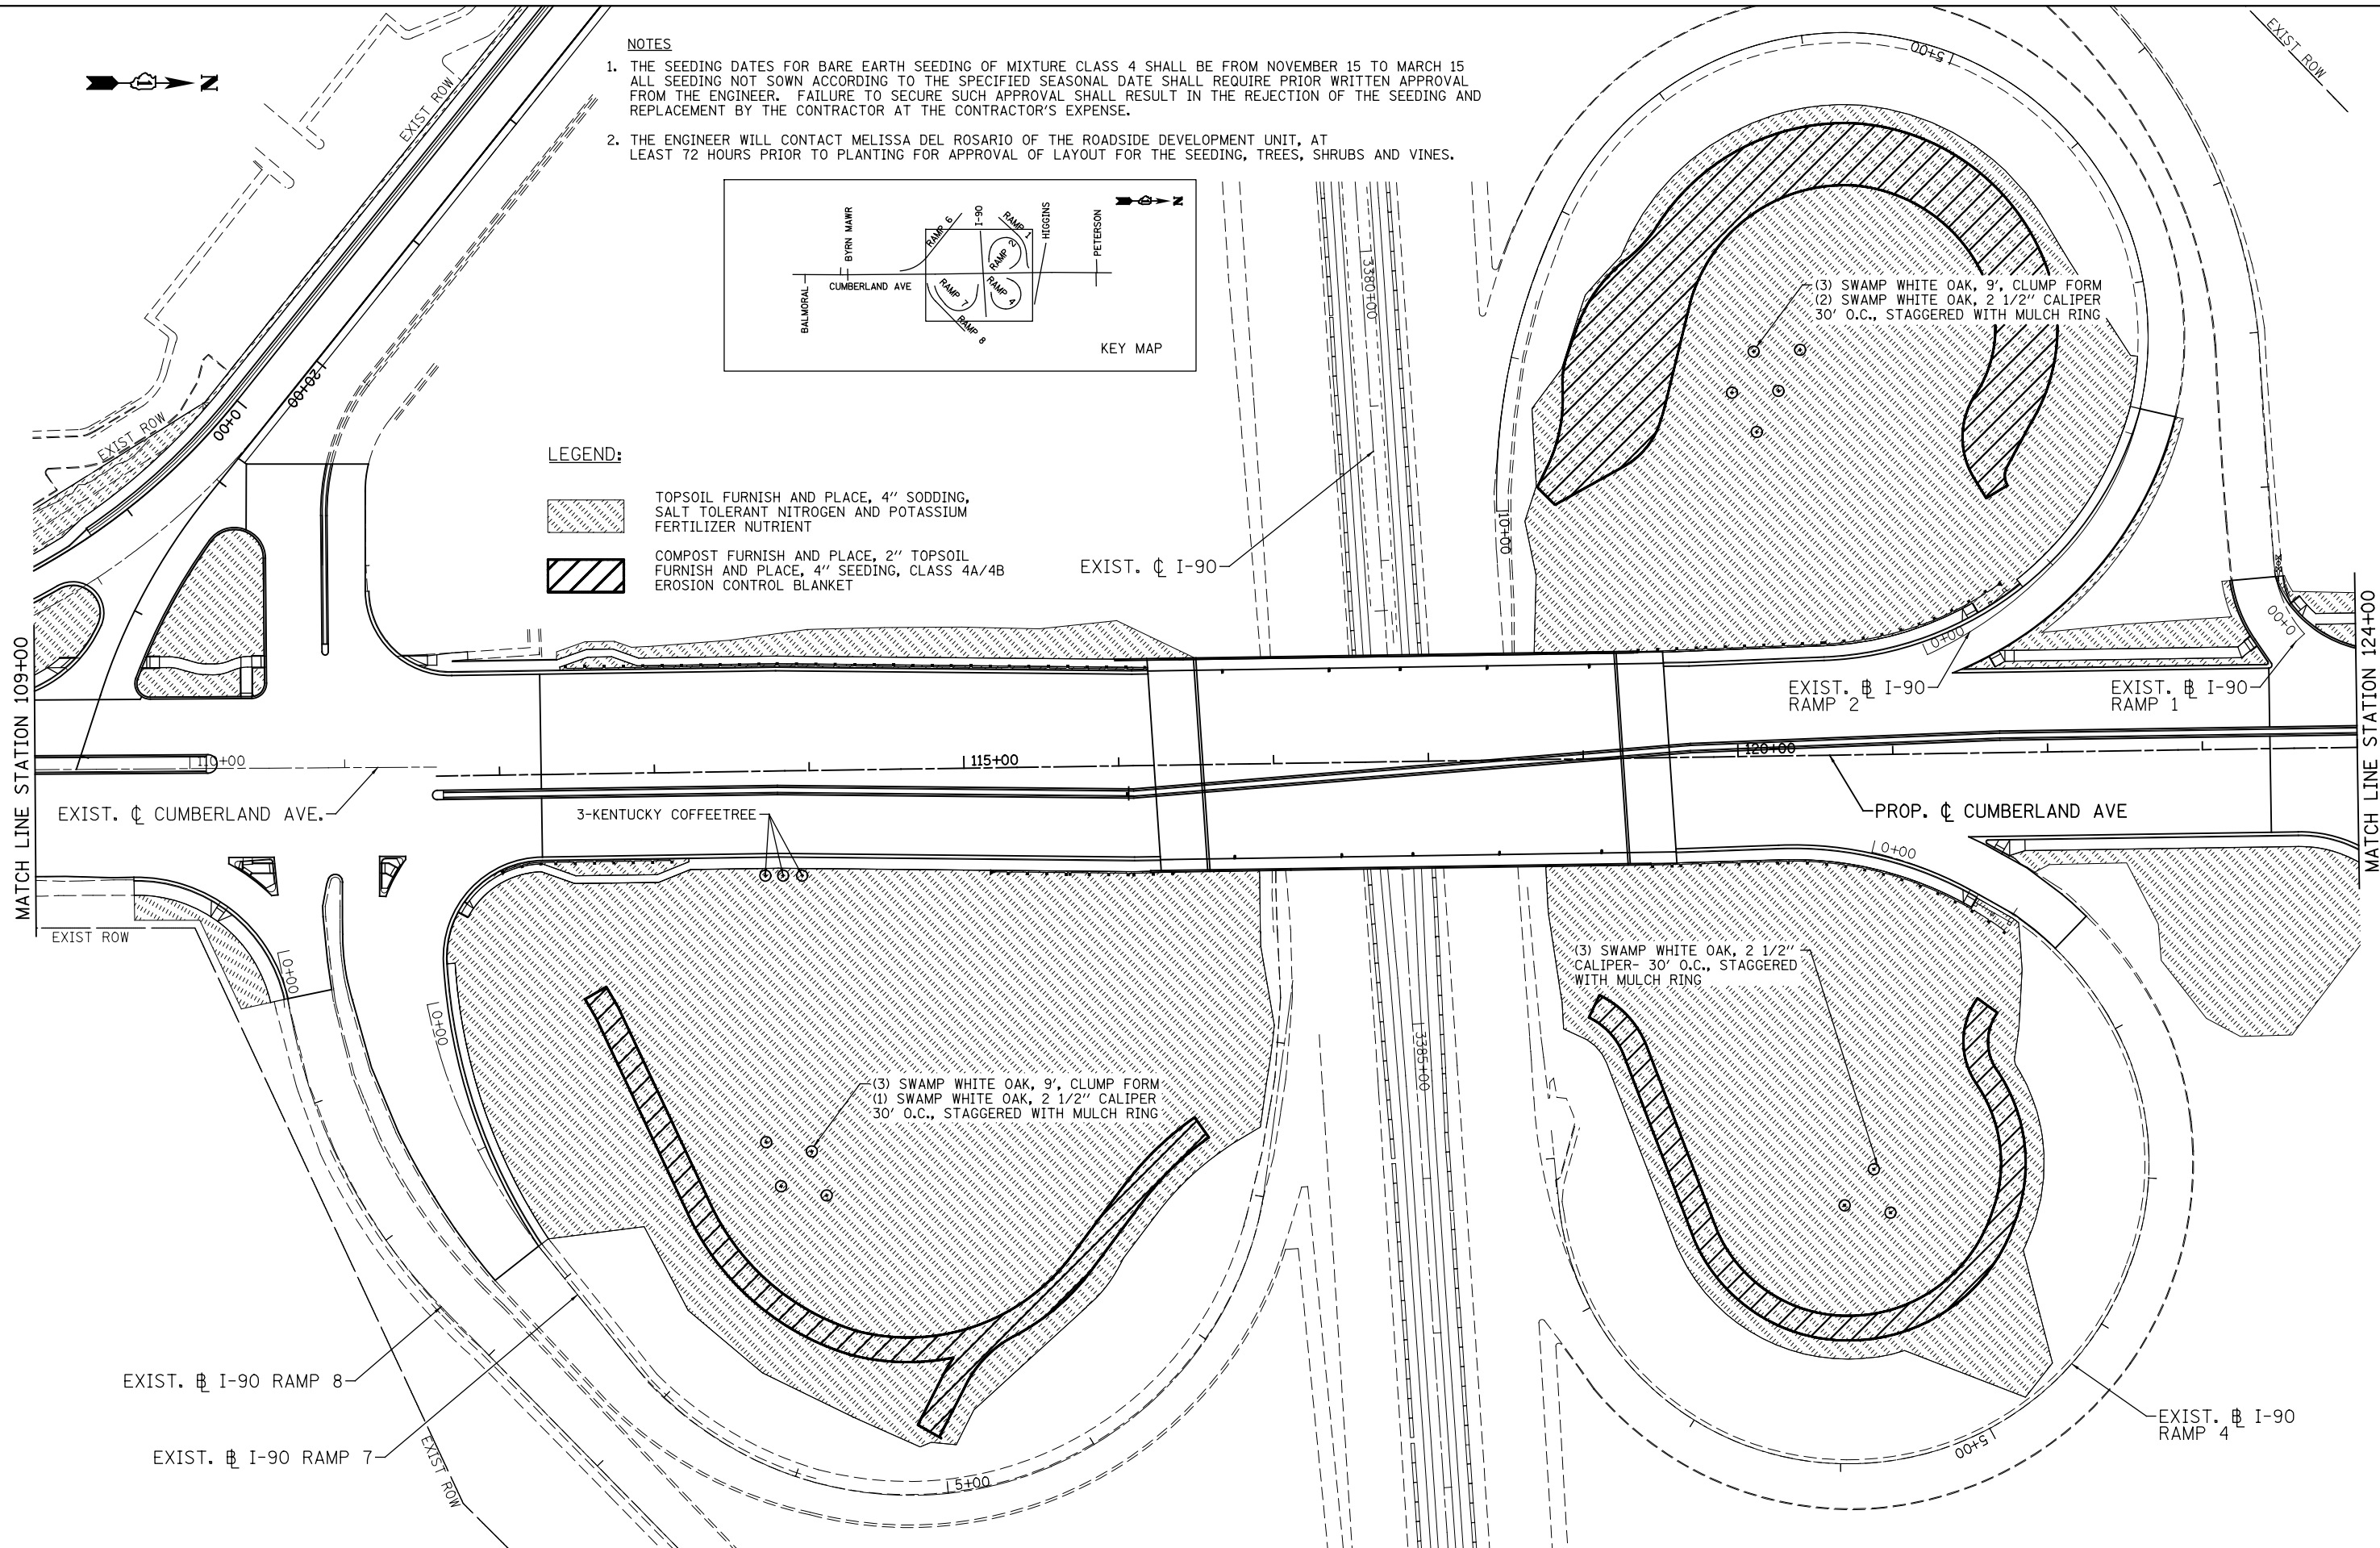 NOTES
1. THE SEEDING DATES FOR BARE EARTH SEEDING OF MIXTURE CLASS 4 SHALL BE FROM NOVEMBER 15 TO MARCH 15
ALL SEEDING NOT SOWN ACCORDING TO THE SPECIFIED SEASONAL DATE SHALL REQUIRE PRIOR WRITTEN APPROVAL
FROM THE ENGINEER. FAILURE TO SECURE SUCH APPROVAL SHALL RESULT IN THE REJECTION OF THE SEEDING AND
REPLACEMENT BY THE CONTRACTOR AT THE CONTRACTOR'S EXPENSE.
2. THE ENGINEER WILL CONTACT MELISSA DEL ROSARIO OF THE ROADSIDE DEVELOPMENT UNIT, AT
LEAST 72 HOURS PRIOR TO PLANTING FOR APPROVAL OF LAYOUT FOR THE SEEDING, TREES, SHRUBS AND VINES.
N
EXIST ROW
EXIST ROW
EXIST ROW
5+00
N
BYRN MAWR
RAMP 6
I-90
RAMP 1
HIGGINS
PETERSON
RAMP 2
BALMORAL
CUMBERLAND AVE
RAMP 7
RAMP 4
RAMP 8
KEY MAP
3380+00
(3) SWAMP WHITE OAK, 9', CLUMP FORM
(2) SWAMP WHITE OAK, 2 1/2" CALIPER
30' O.C., STAGGERED WITH MULCH RING
20+00
0+00
LEGEND:
TOPSOIL FURNISH AND PLACE, 4" SODDING,
SALT TOLERANT NITROGEN AND POTASSIUM
FERTILIZER NUTRIENT
COMPOST FURNISH AND PLACE, 2" TOPSOIL
FURNISH AND PLACE, 4" SEEDING, CLASS 4A/4B
EROSION CONTROL BLANKET
EXIST. ℄ I-90
10+00
0+00
0+00
EXIST. BL I-90
RAMP 2
EXIST. BL I-90
RAMP 1
MATCH LINE STATION 109+00
MATCH LINE STATION 124+00
110+00
115+00
120+00
EXIST. ℄ CUMBERLAND AVE.
3-KENTUCKY COFFEETREE
PROP. ℄ CUMBERLAND AVE
0+00
EXIST ROW
0+00
0+00
(3) SWAMP WHITE OAK, 2 1/2"
CALIPER- 30' O.C., STAGGERED
WITH MULCH RING
3385+00
(3) SWAMP WHITE OAK, 9', CLUMP FORM
(1) SWAMP WHITE OAK, 2 1/2" CALIPER
30' O.C., STAGGERED WITH MULCH RING
EXIST. BL I-90 RAMP 8
EXIST. BL I-90 RAMP 7
EXIST ROW
5+00
5+00
EXIST. BL I-90
RAMP 4